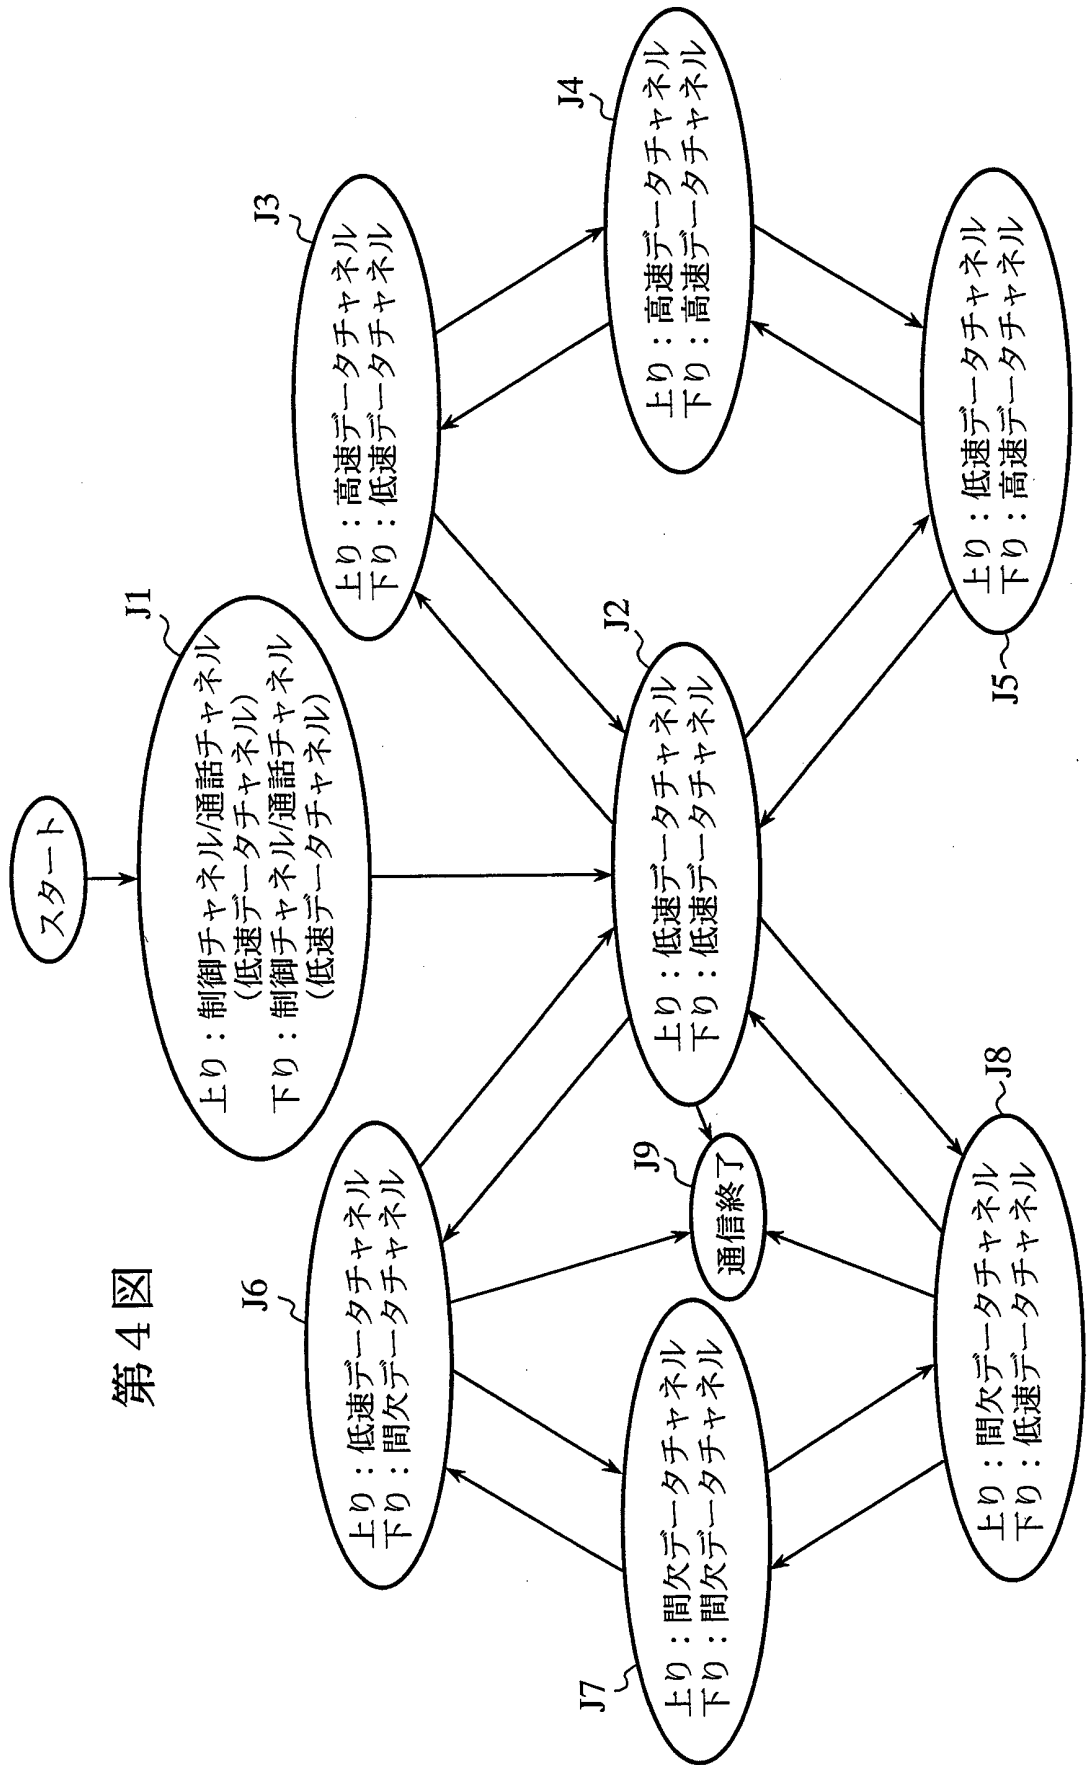 第4図
スタート
J1
上り：制御チャネル/通話チャネル
(低速データチャネル)
下り：制御チャネル/通話チャネル
(低速データチャネル)
J6
上り：低速データチャネル
下り：間欠データチャネル
J3
上り：高速データチャネル
下り：低速データチャネル
J7
上り：間欠データチャネル
下り：間欠データチャネル
J9
通信終了
J2
上り：低速データチャネル
下り：低速データチャネル
J4
上り：高速データチャネル
下り：高速データチャネル
J8
上り：間欠データチャネル
下り：低速データチャネル
J5
上り：低速データチャネル
下り：高速データチャネル